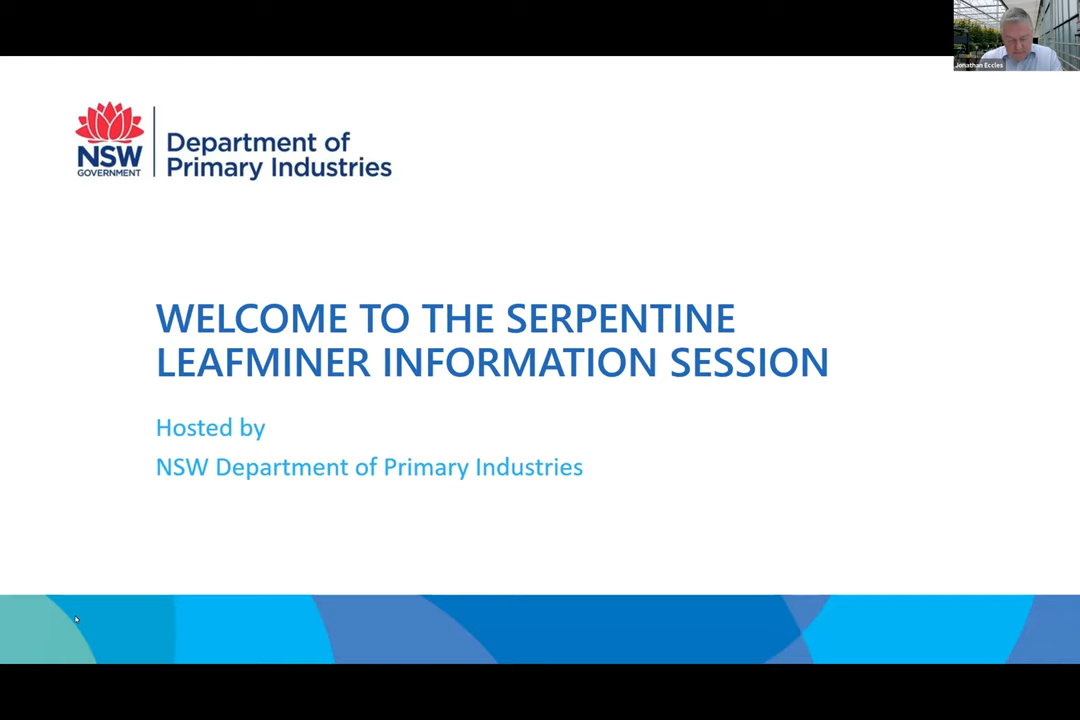 Jonathan Eccles
NSW
GOVERNMENT
Department of
Primary Industries
WELCOME TO THE SERPENTINE
LEAFMINER INFORMATION SESSION
Hosted by
NSW Department of Primary Industries